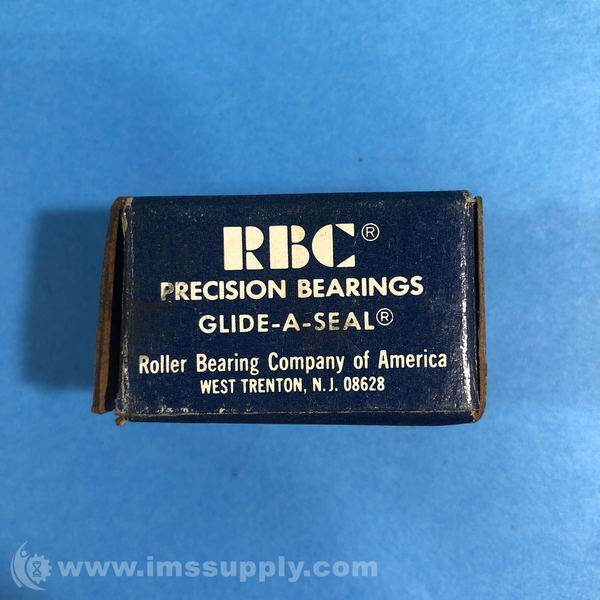 RBC®
PRECISION BEARINGS
GLIDE-A-SEAL®
Roller Bearing Company of America
WEST TRENTON, N.J. 08628
www.imssupply.com